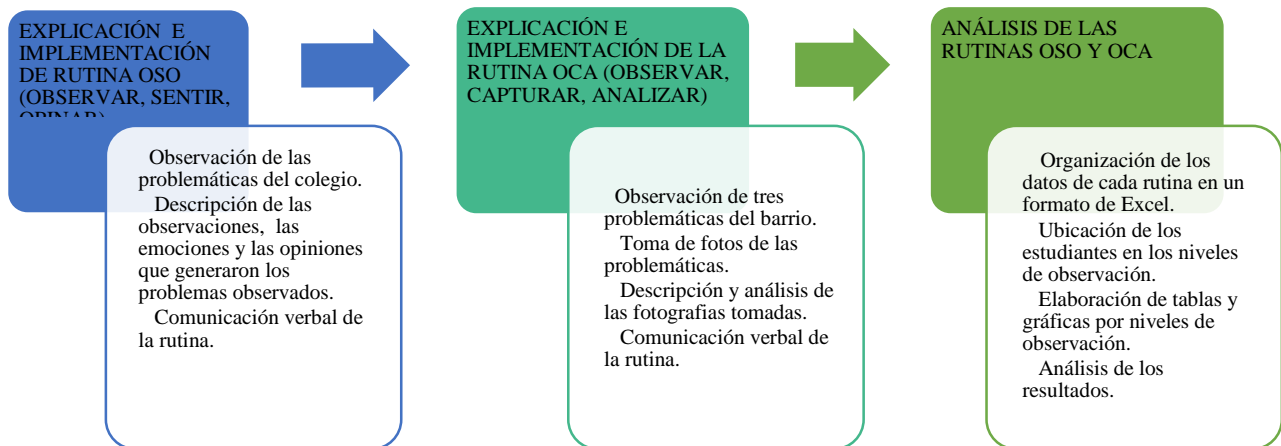 EXPLICACIÓN E
IMPLEMENTACIÓN
DE RUTINA OSO
(OBSERVAR, SENTIR,
OPINAR)
Observación de las
problemáticas del colegio.
Descripción de las
observaciones, las
emociones y las opiniones
que generaron los
problemas observados.
Comunicación verbal de
la rutina.
EXPLICACIÓN E
IMPLEMENTACIÓN DE LA
RUTINA OCA (OBSERVAR,
CAPTURAR, ANALIZAR)
Observación de tres
problemáticas del barrio.
Toma de fotos de las
problemáticas.
Descripción y análisis de
las fotografias tomadas.
Comunicación verbal de
la rutina.
ANÁLISIS DE LAS
RUTINAS OSO Y OCA
Organización de los
datos de cada rutina en un
formato de Excel.
Ubicación de los
estudiantes en los niveles
de observación.
Elaboración de tablas y
gráficas por niveles de
observación.
Análisis de los
resultados.